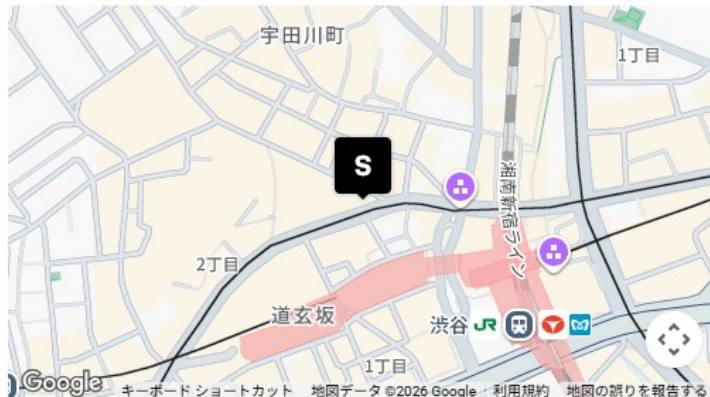 宇田川町
1丁目
S
湘南新宿ライン
2丁目
道玄坂
渋谷 JR
1丁目
Google
キーボード ショートカット 地図データ ©2026 Google 利用規約 地図の誤りを報告する